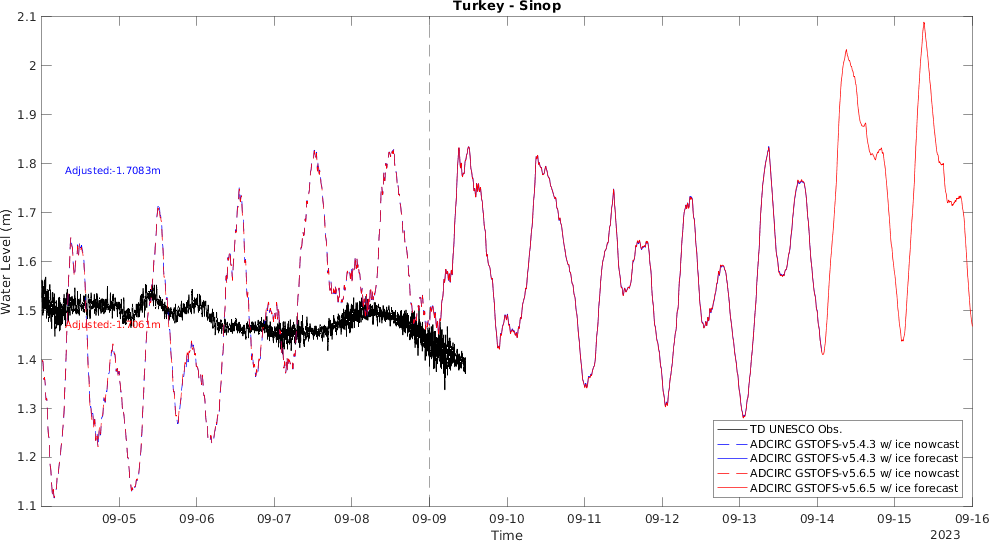 Turkey - Sinop
2.1
2
1.9
1.8
1.7
1.6
1.5
1.4
1.3
1.2
1.1
Water Level (m)
Adjusted:-1.7083m
Adjusted:-1.7061m
TD UNESCO Obs.
ADCIRC GSTOFS-v5.4.3 w/ ice nowcast
ADCIRC GSTOFS-v5.4.3 w/ ice forecast
ADCIRC GSTOFS-v5.6.5 w/ ice nowcast
ADCIRC GSTOFS-v5.6.5 w/ ice forecast
09-05 09-06 09-07 09-08 09-09 09-10 09-11 09-12 09-13 09-14 09-15 09-16
Time
2023